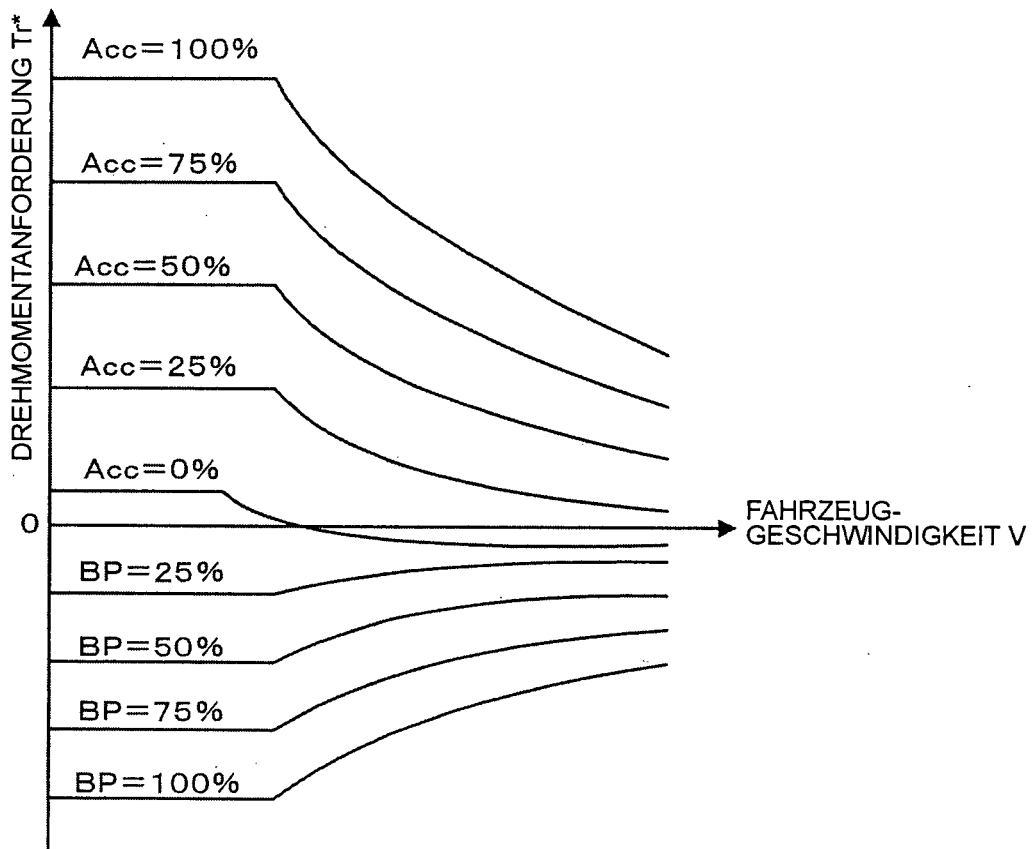 DREHMOMENTANFORDERUNG Tr*
Acc=100%
Acc=75%
Acc=50%
Acc=25%
Acc=0%
0
FAHRZEUG-
GESCHWINDIGKEIT V
BP=25%
BP=50%
BP=75%
BP=100%